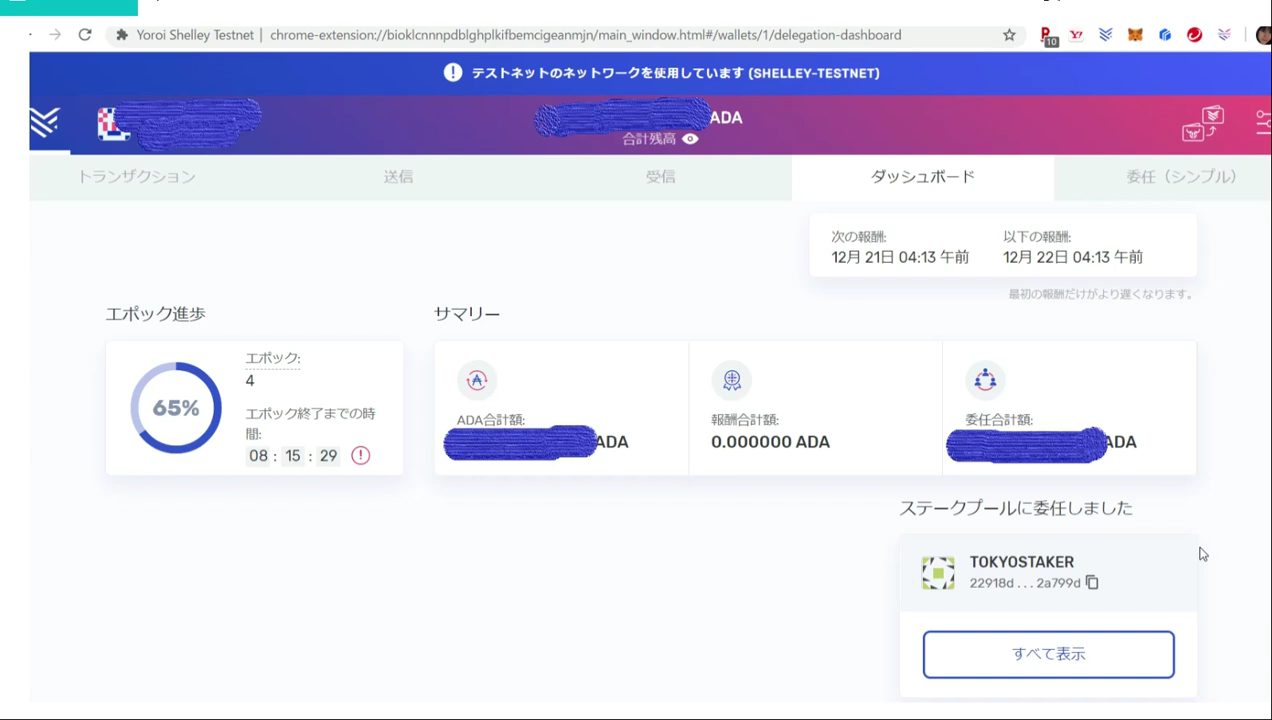 Yoroi Shelley Testnet | chrome-extension://bioklcnnnpdblghplkifbemcigeanmjn/main_window.html#/wallets/1/delegation-dashboard
10
テストネットのネットワークを使用しています (SHELLEY-TESTNET)
ADA
合計残高
トランザクション 送信 受信 ダッシュボード 委任（シンプル）
次の報酬: 以下の報酬:
12月 21日 04:13 午前 12月 22日 04:13 午前
最初の報酬だけがより遅くなります。
エポック進歩 サマリー
65%
エポック:
4
エポック終了までの時
間:
08 : 15 : 29
ADA合計額: 報酬合計額: 委任合計額:
ADA 0.000000 ADA ADA
ステークプールに委任しました
TOKYOSTAKER
22918d . . . 2a799d
すべて表示